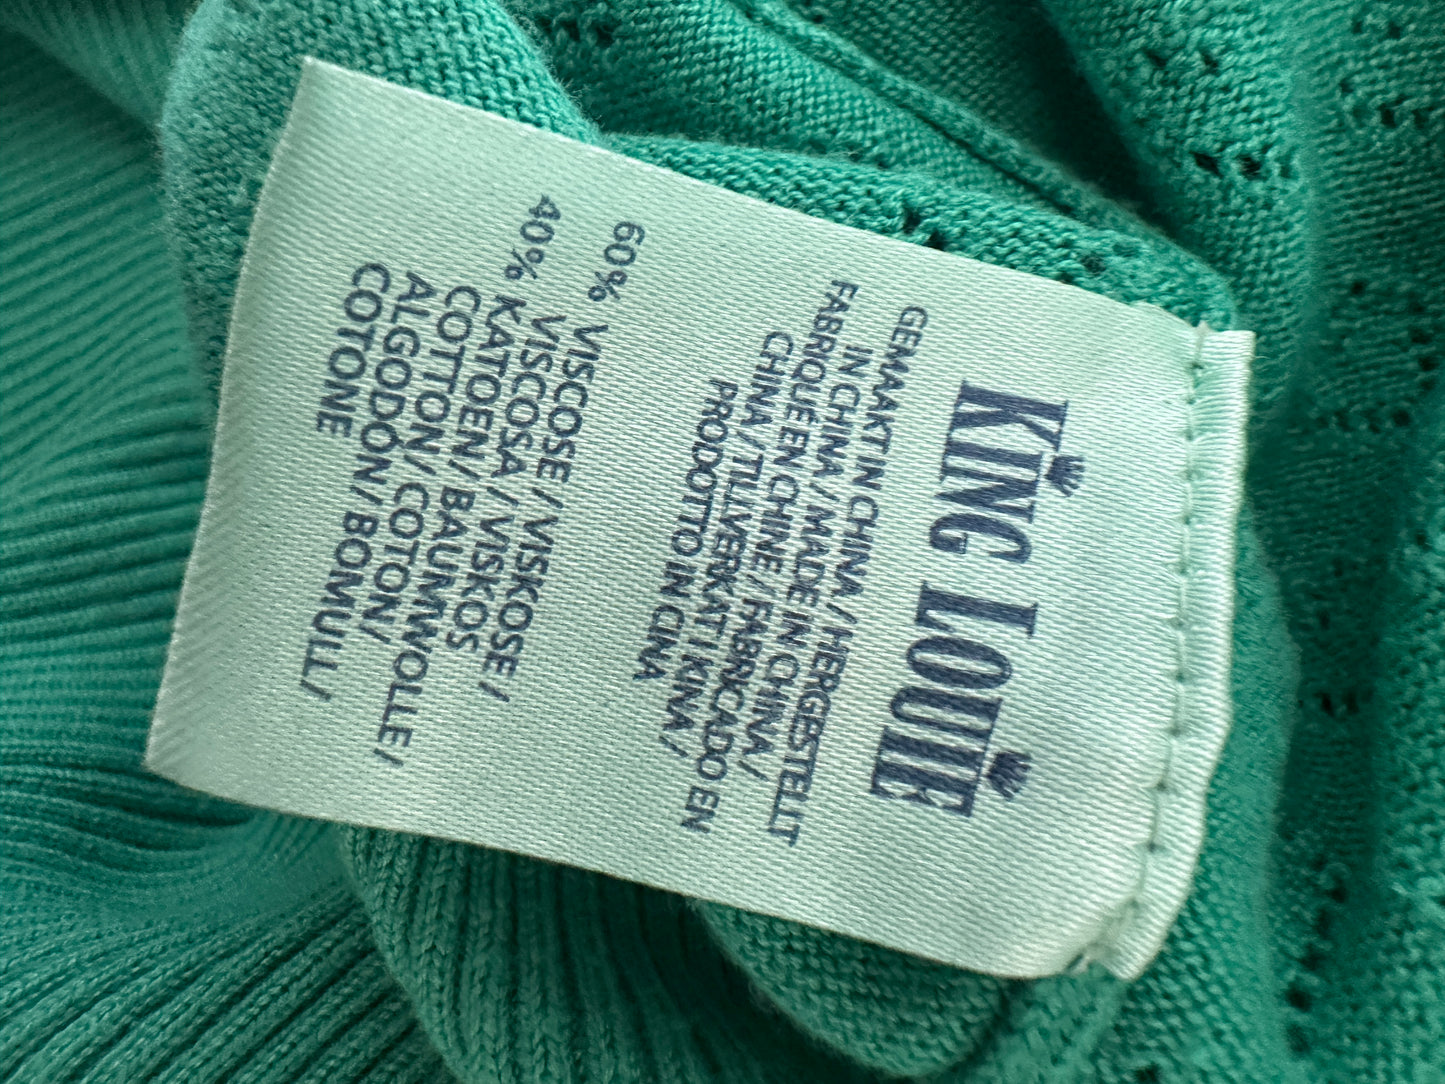 KING LOUIE
GEMAAKT IN CHINA / HERGESTELLT
IN CHINA / MADE IN CHINA /
FABRIQUE EN CHINE / FABRICADO EN
CHINA / TILLVERKAT I KINA /
PRODOTTO IN CINA
60% VISCOSE / VISKOSE /
VISCOSA / VISKOS
40% KATOEN / BAUMWOLLE /
COTTON / COTON /
ALGODÓN / BOMULL /
COTONE